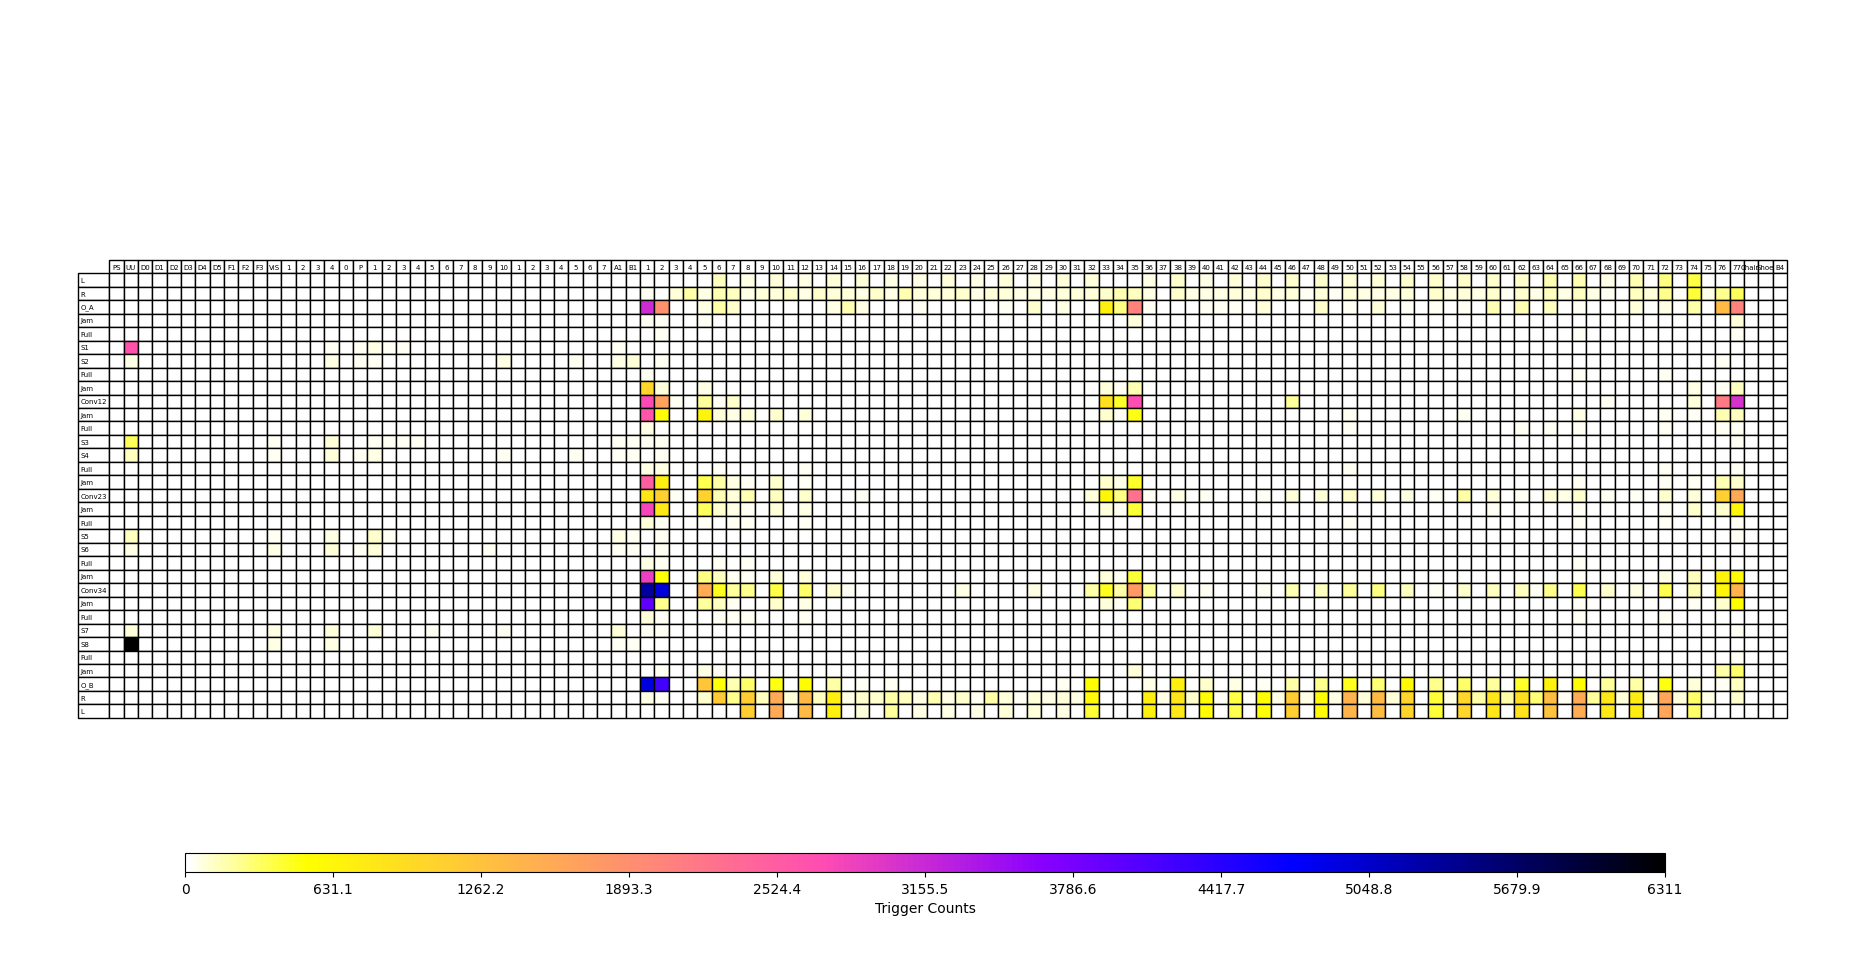 PS UU D0 D1 D2 D3 D4 D5 F1 F2 F3 VIS 1 2 3 4 0 P 1 2 3 4 5 6 7 8 9 10 1 2 3 4 5 6 7 A1 B1 1 2 3 4 5 6 7 8 9 10 11 12 13 14 15 16 17 18 19 20 21 22 23 24 25 26 27 28 29 30 31 32 33 34 35 36 37 38 39 40 41 42 43 44 45 46 47 48 49 50 51 52 53 54 55 56 57 58 59 60 61 62 63 64 65 66 67 68 69 70 71 72 73 74 75 76 77 Chain Shoe B4
L
R
O_A
Jam
Full
S1
S2
Full
Jam
Conv12
Jam
Full
S3
S4
Full
Jam
Conv23
Jam
Full
S5
S6
Full
Jam
Conv34
Jam
Full
S7
S8
Full
Jam
O_B
R
L
0 631.1 1262.2 1893.3 2524.4 3155.5 3786.6 4417.7 5048.8 5679.9 6311
Trigger Counts